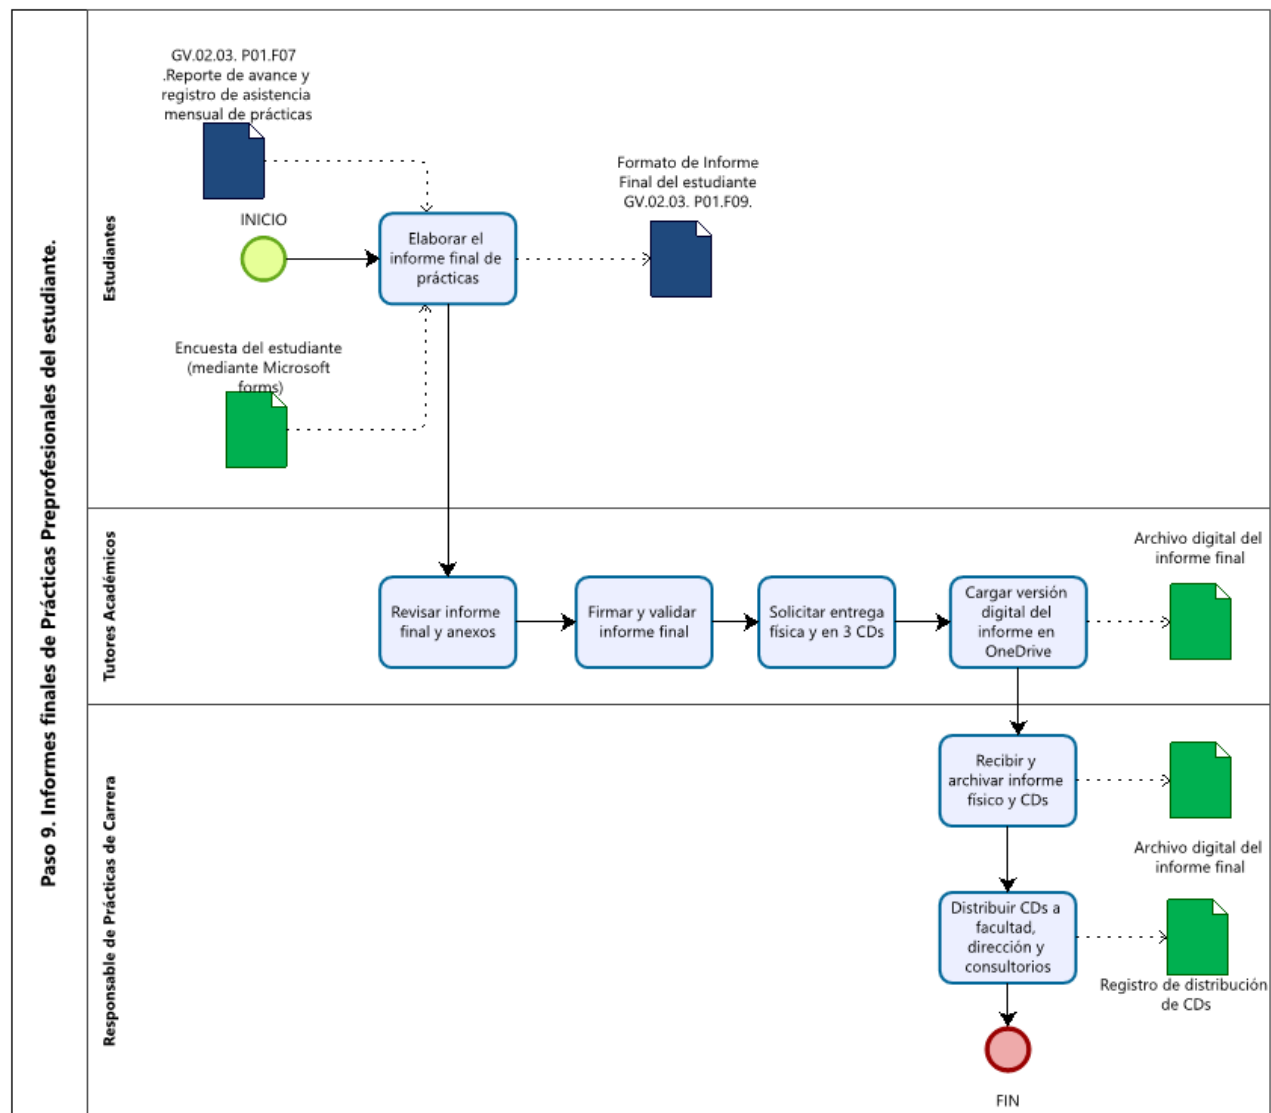 Paso 9. Informes finales de Prácticas Preprofesionales del estudiante.
Estudiantes
GV.02.03. P01.F07
.Reporte de avance y
registro de asistencia
mensual de prácticas
INICIO
Elaborar el
informe final de
prácticas
Formato de Informe
Final del estudiante
GV.02.03. P01.F09.
Encuesta del estudiante
(mediante Microsoft
forms)
Tutores Académicos
Revisar informe
final y anexos
Firmar y validar
informe final
Solicitar entrega
física y en 3 CDs
Cargar versión
digital del
informe en
OneDrive
Archivo digital del
informe final
Responsable de Prácticas de Carrera
Recibir y
archivar informe
físico y CDs
Archivo digital del
informe final
Distribuir CDs a
facultad,
dirección y
consultorios
Registro de distribución
de CDs
FIN